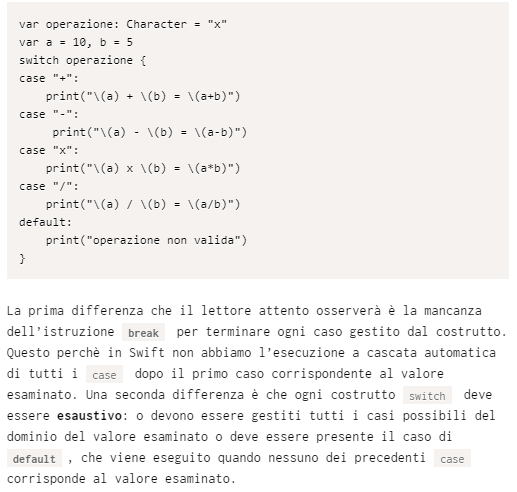 var operazione: Character = "x"
var a = 10, b = 5
switch operazione {
case "+":
    print("\(a) + \(b) = \(a+b)")
case "-":
     print("\(a) - \(b) = \(a-b)")
case "x":
    print("\(a) x \(b) = \(a*b)")
case "/":
    print("\(a) / \(b) = \(a/b)")
default:
    print("operazione non valida")
}
La prima differenza che il lettore attento osserverà è la mancanza
dell'istruzione break per terminare ogni caso gestito dal costrutto.
Questo perchè in Swift non abbiamo l'esecuzione a cascata automatica
di tutti i case dopo il primo caso corrispondente al valore
esaminato. Una seconda differenza è che ogni costrutto switch deve
essere esaustivo: o devono essere gestiti tutti i casi possibili del
dominio del valore esaminato o deve essere presente il caso di
default , che viene eseguito quando nessuno dei precedenti case
corrisponde al valore esaminato.